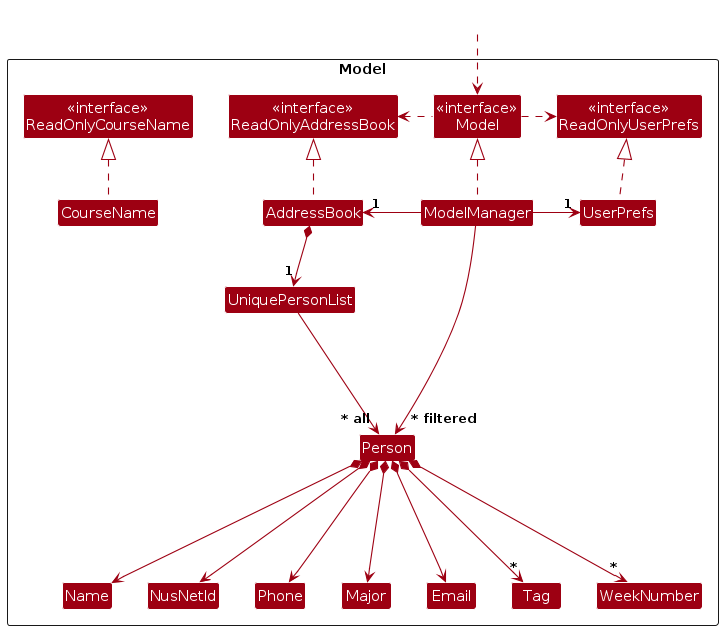 Model
«interface»
ReadOnlyCourseName
«interface»
ReadOnlyAddressBook
«interface»
Model
«interface»
ReadOnlyUserPrefs
CourseName
AddressBook
1
ModelManager
1
UserPrefs
1
UniquePersonList
* all
* filtered
Person
*
*
Name
NusNetId
Phone
Major
Email
Tag
WeekNumber